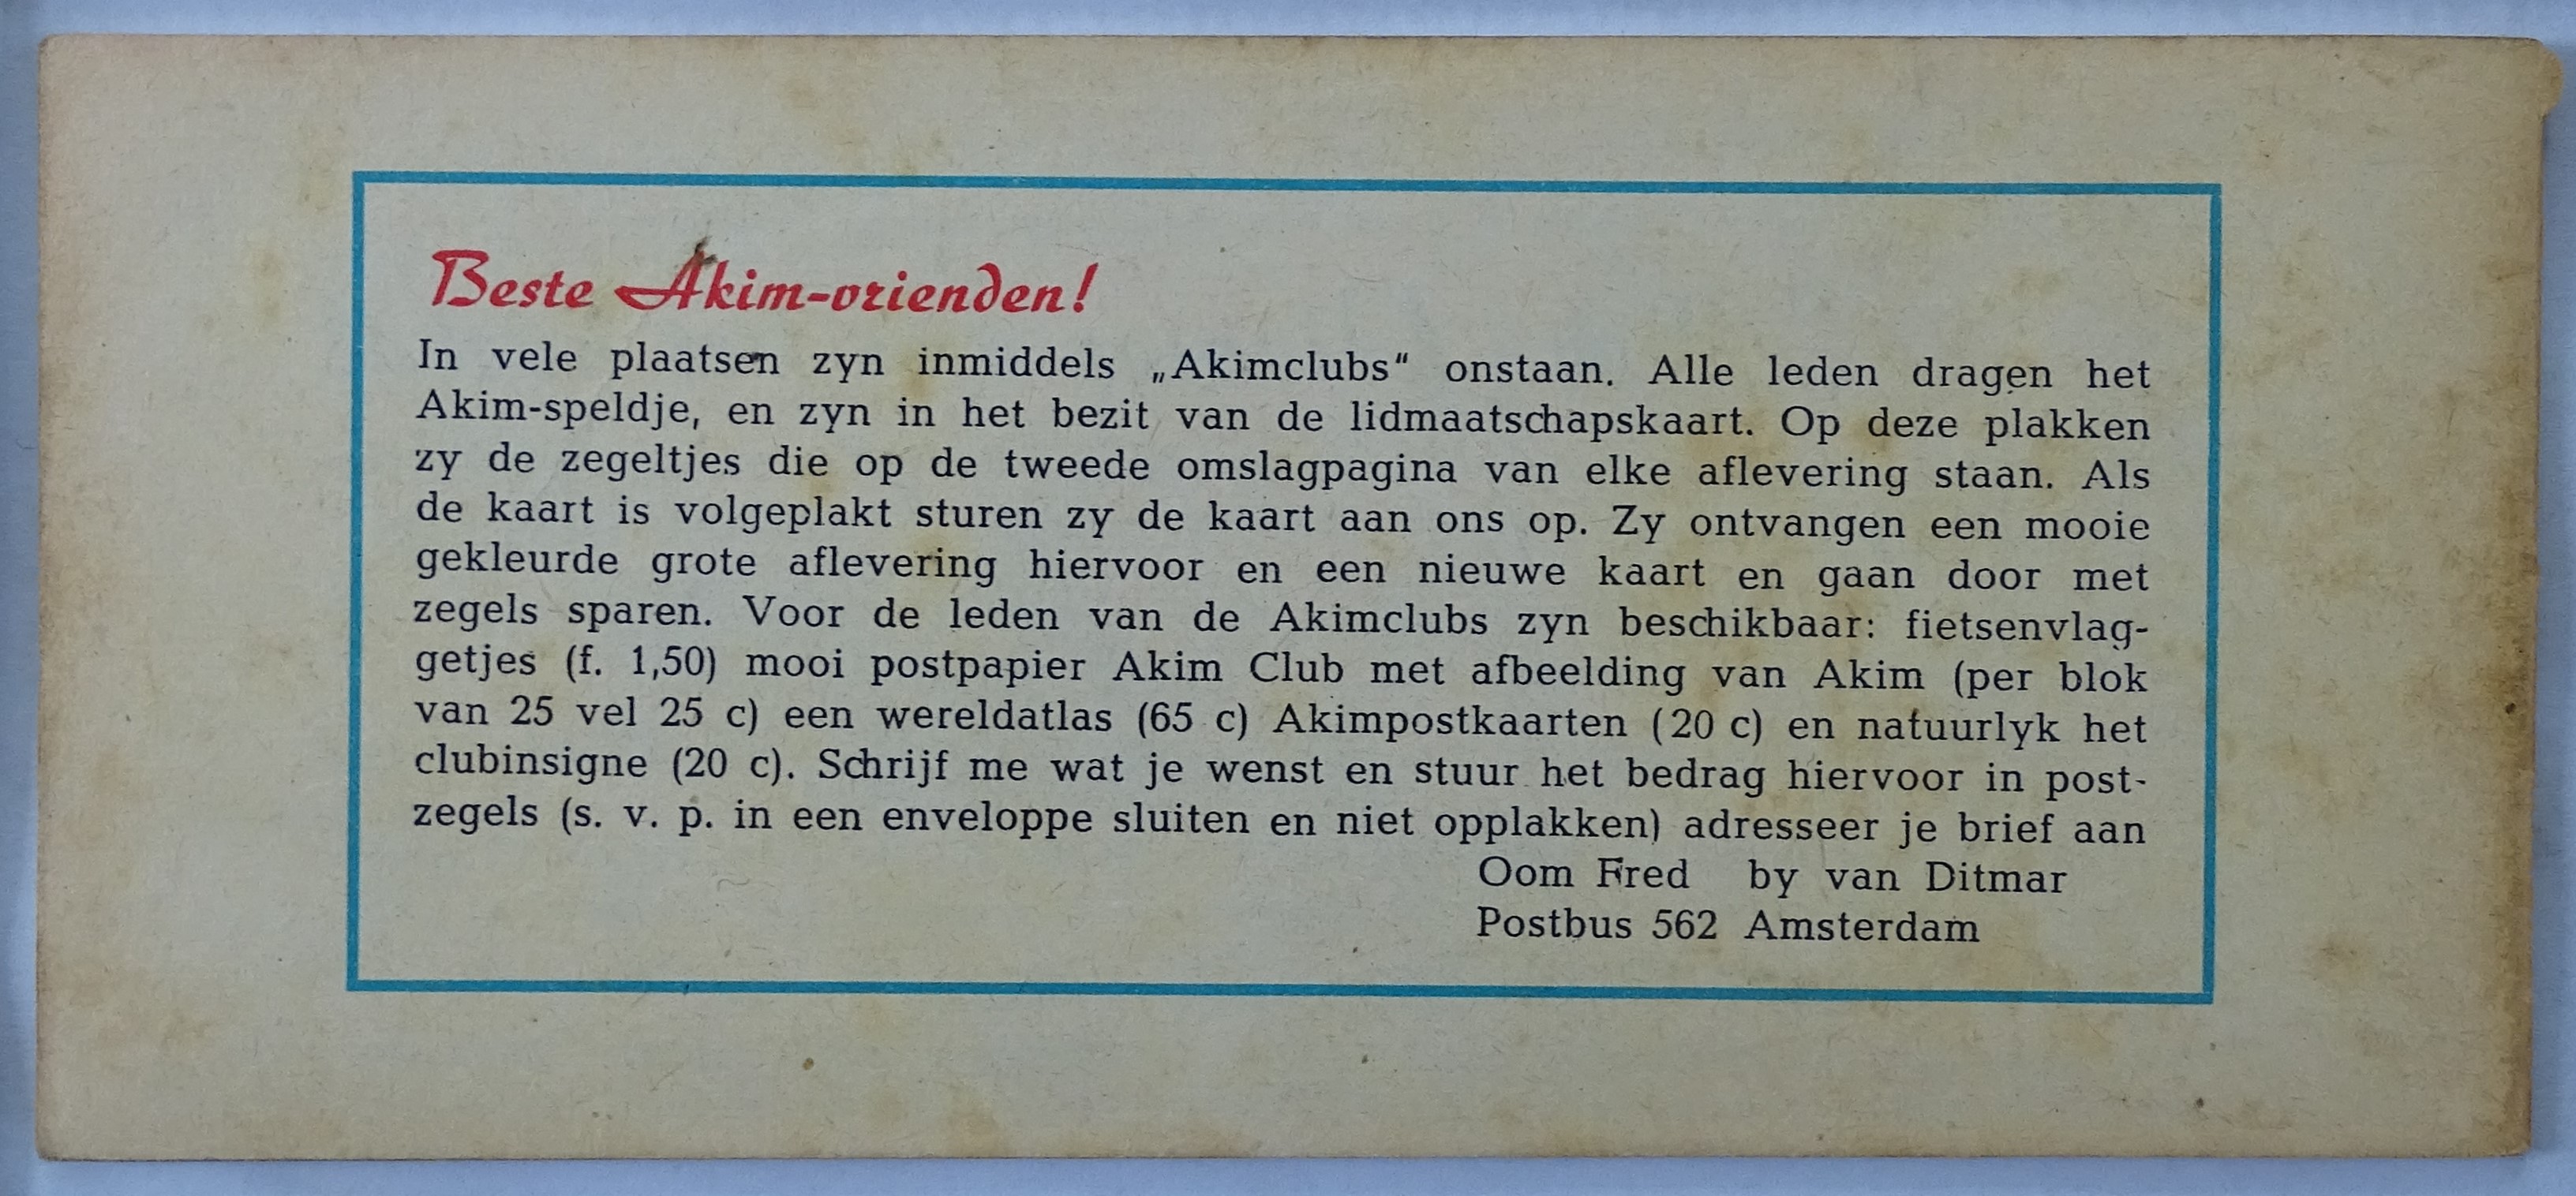 Beste Akim-vrienden!
In vele plaatsen zyn inmiddels „Akimclubs“ onstaan. Alle leden dragen het
Akim-speldje, en zyn in het bezit van de lidmaatschapskaart. Op deze plakken
zy de zegeltjes die op de tweede omslagpagina van elke aflevering staan. Als
de kaart is volgeplakt sturen zy de kaart aan ons op. Zy ontvangen een mooie
gekleurde grote aflevering hiervoor en een nieuwe kaart en gaan door met
zegels sparen. Voor de leden van de Akimclubs zyn beschikbaar: fietsenvlag-
getjes (f. 1,50) mooi postpapier Akim Club met afbeelding van Akim (per blok
van 25 vel 25 c) een wereldatlas (65 c) Akimpostkaarten (20 c) en natuurlyk het
clubinsigne (20 c). Schrijf me wat je wenst en stuur het bedrag hiervoor in post-
zegels (s. v. p. in een enveloppe sluiten en niet opplakken) adresseer je brief aan
Oom Fred by van Ditmar
Postbus 562 Amsterdam